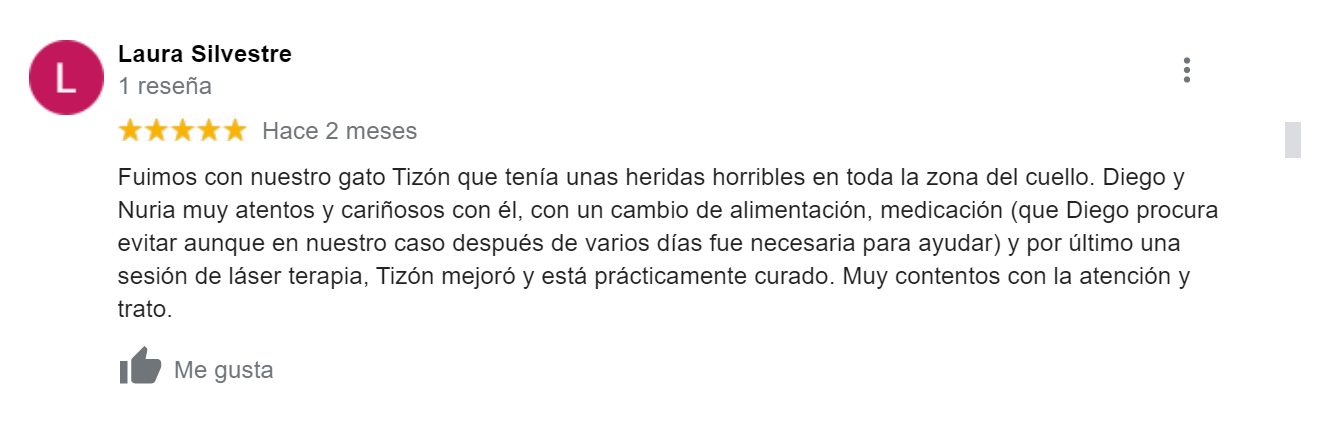 L
Laura Silvestre
1 reseña
Hace 2 meses
Fuimos con nuestro gato Tizón que tenía unas heridas horribles en toda la zona del cuello. Diego y
Nuria muy atentos y cariñosos con él, con un cambio de alimentación, medicación (que Diego procura
evitar aunque en nuestro caso después de varios días fue necesaria para ayudar) y por último una
sesión de láser terapia, Tizón mejoró y está prácticamente curado. Muy contentos con la atención y
trato.
Me gusta